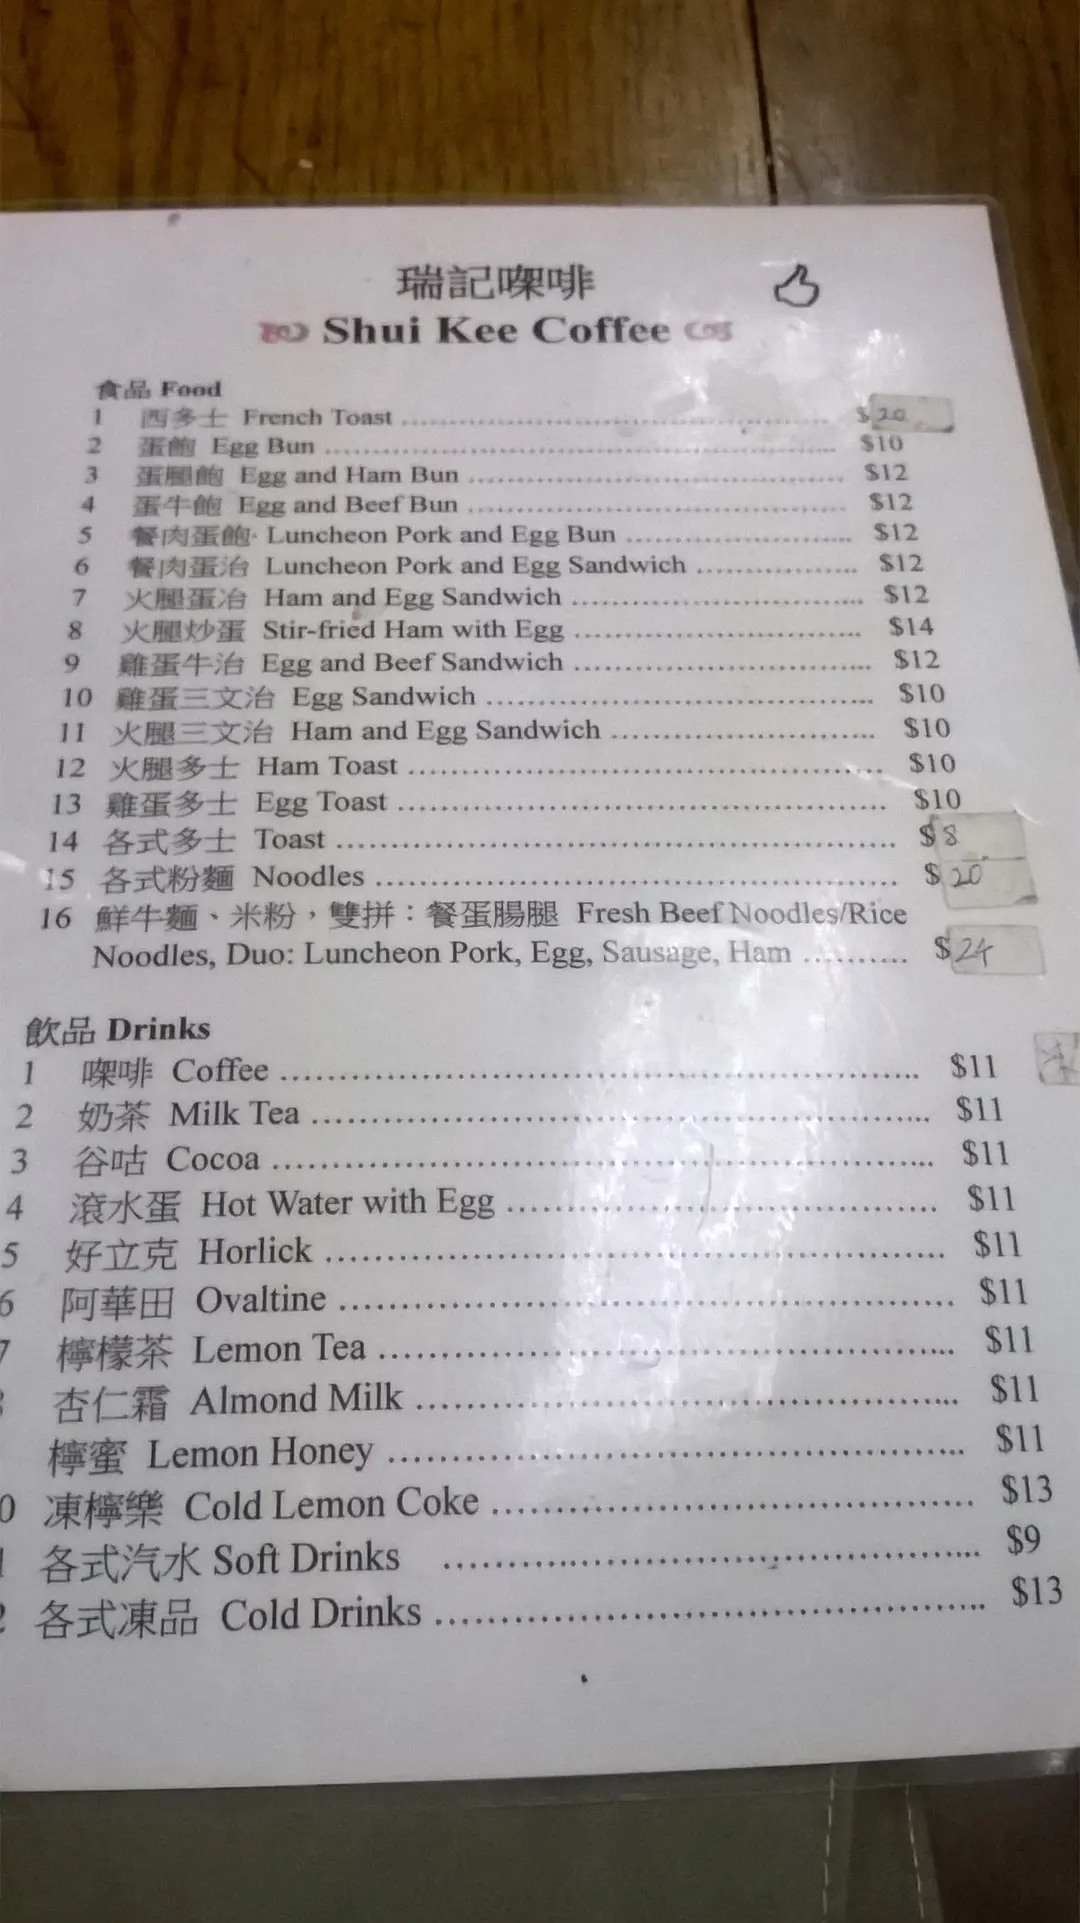 瑞記㗎啡
Shui Kee Coffee
食品 Food
1 西多士 French Toast ........ $20
2 蛋飽 Egg Bun ........ $10
3 蛋腿飽 Egg and Ham Bun ........ $12
4 蛋牛飽 Egg and Beef Bun ........ $12
5 餐肉蛋飽 Luncheon Pork and Egg Bun ........ $12
6 餐肉蛋治 Luncheon Pork and Egg Sandwich ........ $12
7 火腿蛋冶 Ham and Egg Sandwich ........ $12
8 火腿炒蛋 Stir-fried Ham with Egg ........ $14
9 雞蛋牛治 Egg and Beef Sandwich ........ $12
10 雞蛋三文治 Egg Sandwich ........ $10
11 火腿三文治 Ham and Egg Sandwich ........ $10
12 火腿多士 Ham Toast ........ $10
13 雞蛋多士 Egg Toast ........ $10
14 各式多士 Toast ........ $8
15 各式粉麵 Noodles ........ $20
16 鮮牛麵、米粉，雙拼：餐蛋腸腿 Fresh Beef Noodles/Rice
Noodles, Duo: Luncheon Pork, Egg, Sausage, Ham ........ $24
飲品 Drinks
1 㗎啡 Coffee ........ $11
2 奶茶 Milk Tea ........ $11
3 谷咕 Cocoa ........ $11
4 滾水蛋 Hot Water with Egg ........ $11
5 好立克 Horlick ........ $11
6 阿華田 Ovaltine ........ $11
7 檸檬茶 Lemon Tea ........ $11
杏仁霜 Almond Milk ........ $11
檸蜜 Lemon Honey ........ $11
0 凍檸樂 Cold Lemon Coke ........ $13
各式汽水 Soft Drinks ........ $9
2 各式凍品 Cold Drinks ........ $13